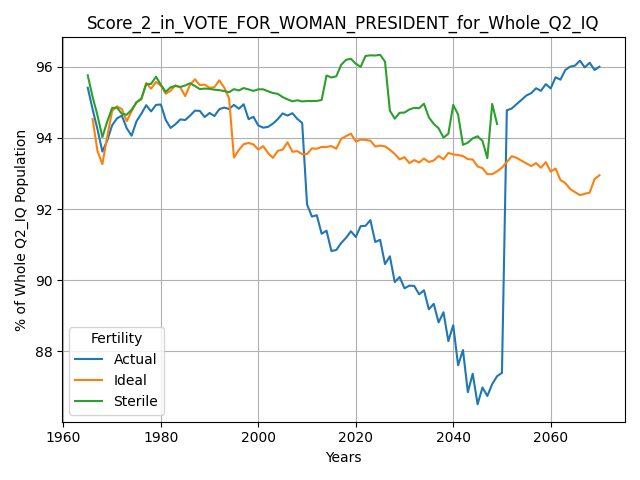 Score_2_in_VOTE_FOR_WOMAN_PRESIDENT_for_Whole_Q2_IQ
% of Whole Q2_IQ Population
96
94
92
90
88
Fertility
Actual
Ideal
Sterile
1960 1980 2000 2020 2040 2060
Years